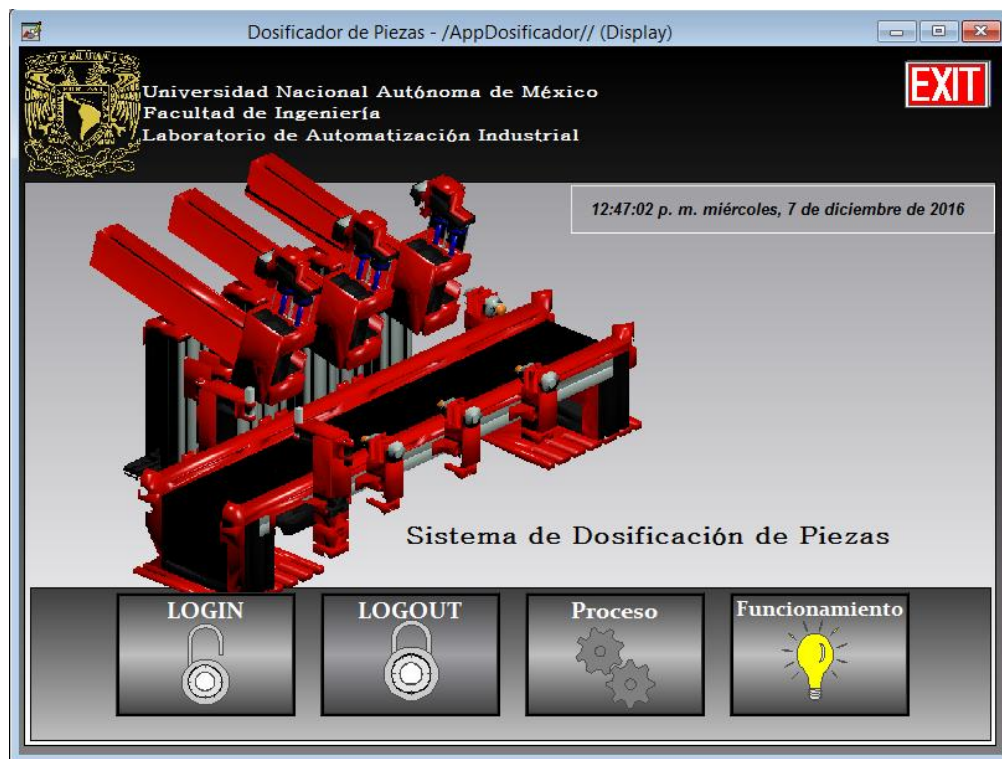 Dosificador de Piezas - /AppDosificador// (Display)
EXIT
Universidad Nacional Autónoma de México
Facultad de Ingeniería
Laboratorio de Automatización Industrial
12:47:02 p. m. miércoles, 7 de diciembre de 2016
Sistema de Dosificación de Piezas
LOGIN
LOGOUT
Proceso
Funcionamiento